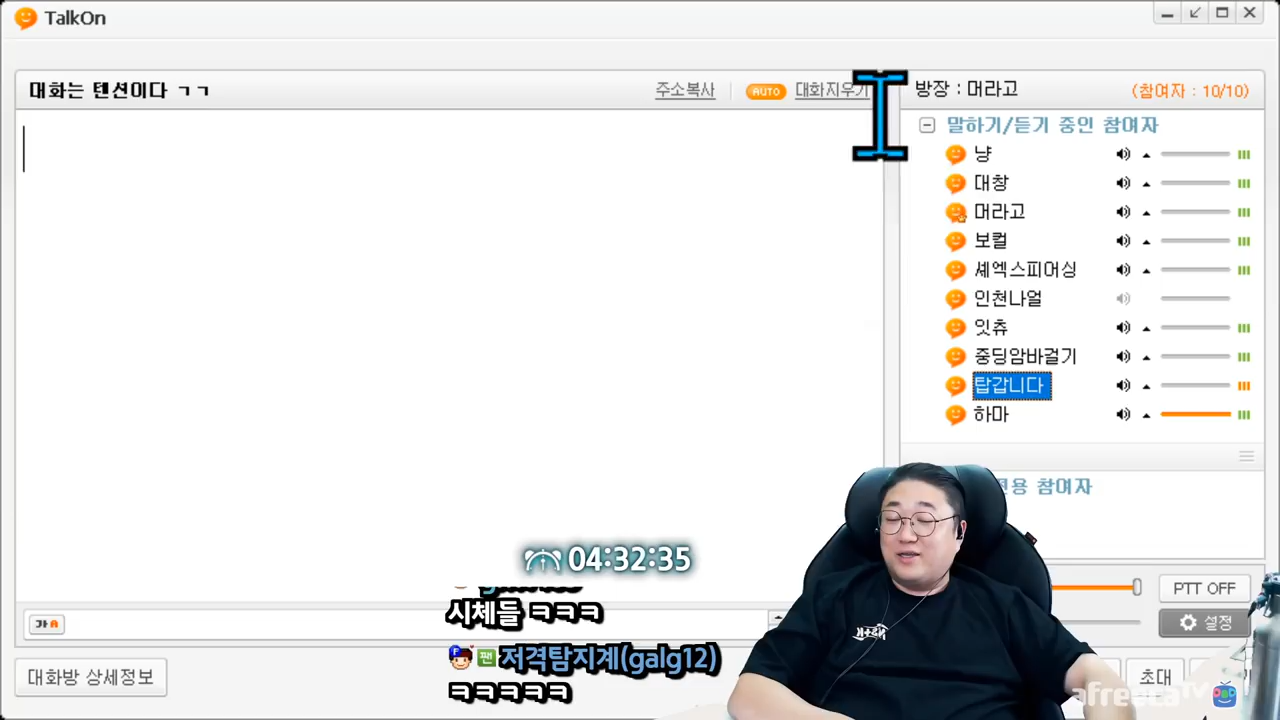 TalkOn
대화는 텐션이다 ㄱㄱ
주소복사
AUTO
대화지우기
방장 : 머라고
(참여자 : 10/10)
말하기/듣기 중인 참여자
냥
대창
머라고
보컬
셰엑스피어싱
인천나얼
잇츄
중딩암바걸기
탑갑니다
하마
전용 참여자
04:32:35
시체들 ㅋㅋㅋ
팬 저격탐지계(galg12)
ㅋㅋㅋㅋㅋ
PTT OFF
설정
가
대화방 상세정보
초대
afreecaTV